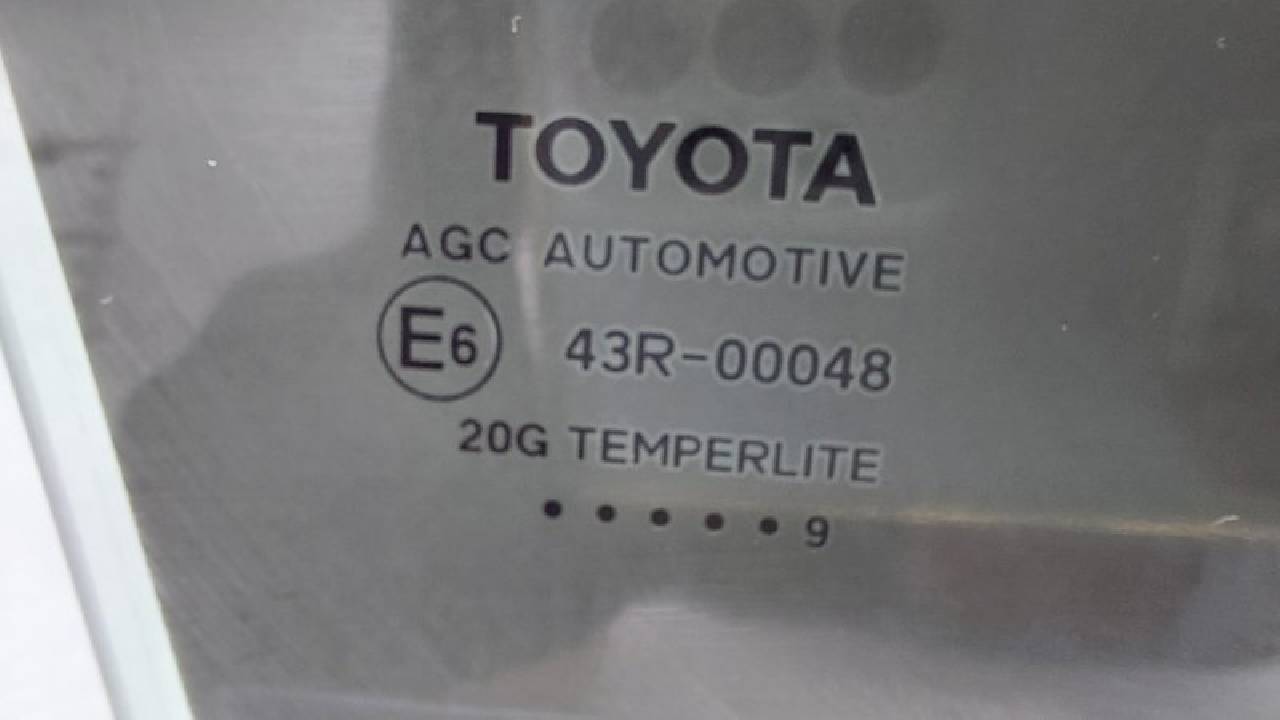 TOYOTA
AGC AUTOMOTIVE
E6 43R-00048
20G TEMPERLITE
• • • • • 9